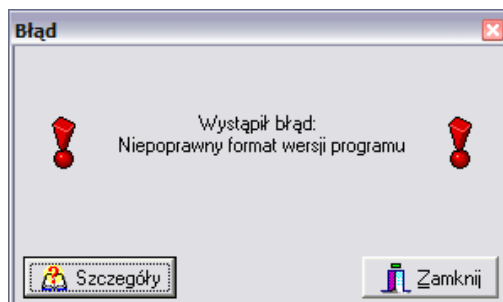 Błąd
Wystąpił błąd:
Niepoprawny format wersji programu
Szczegóły
Zamknij